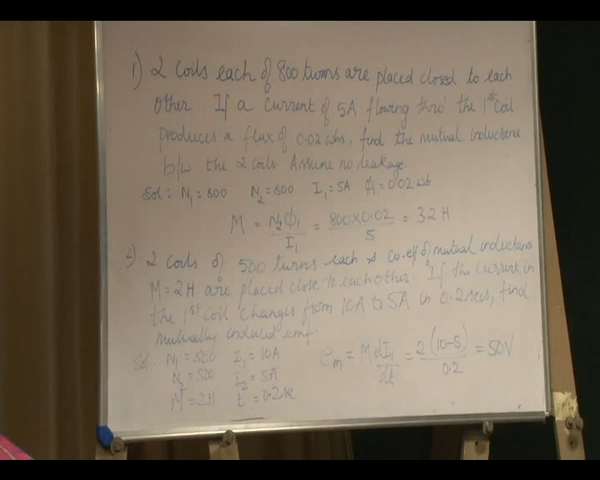 1) 2 coils each of 800 turns are placed closed to each
other. If a current of 5A flowing thro' the 1st coil
produces a flux of 0.02 wbs, find the mutual inductance
b/w the 2 coils. Assume no leakage.
Sol: N₁ = 800 N₂ = 800 I₁ = 5A ϕ₁ = 0.02 wb
M = N₂ϕ₁/I₁ = 800×0.02/5 = 3.2 H
2) 2 coils of 500 turns each & co-eff of mutual inductance
M = 2H are placed close to each other. If the current in
the 1st coil changes from 10A to 5A in 0.2secs, find
mutually induced emf.
Sol: N₁ = 500 I₁ = 10A
N₂ = 500 I₂ = 5A
M = 2H t = 0.2sec
em = M dI₁/dt = 2(10-5)/0.2 = 50V